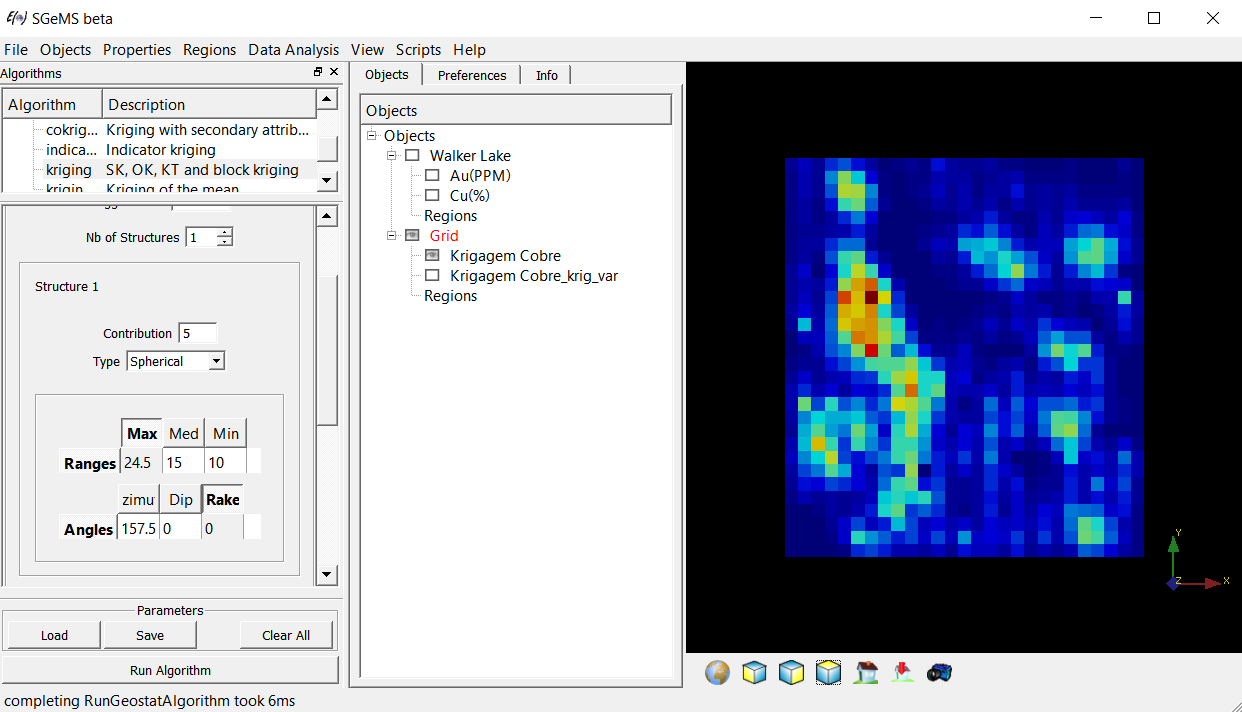 SGeMS beta
File Objects Properties Regions Data Analysis View Scripts Help
Algorithms
Algorithm Description
cokrig... Kriging with secondary attrib...
indica... Indicator kriging
kriging SK, OK, KT and block kriging
krigin Kriging of the mean
Nb of Structures 1
Structure 1
Contribution 5
Type Spherical
Max Med Min
Ranges 24.5 15 10
zimu Dip Rake
Angles 157.5 0 0
Parameters
Load Save Clear All
Run Algorithm
completing RunGeostatAlgorithm took 6ms
Objects Preferences Info
Objects
Objects
Walker Lake
Au(PPM)
Cu(%)
Regions
Grid
Krigagem Cobre
Krigagem Cobre_krig_var
Regions
Y
Z X